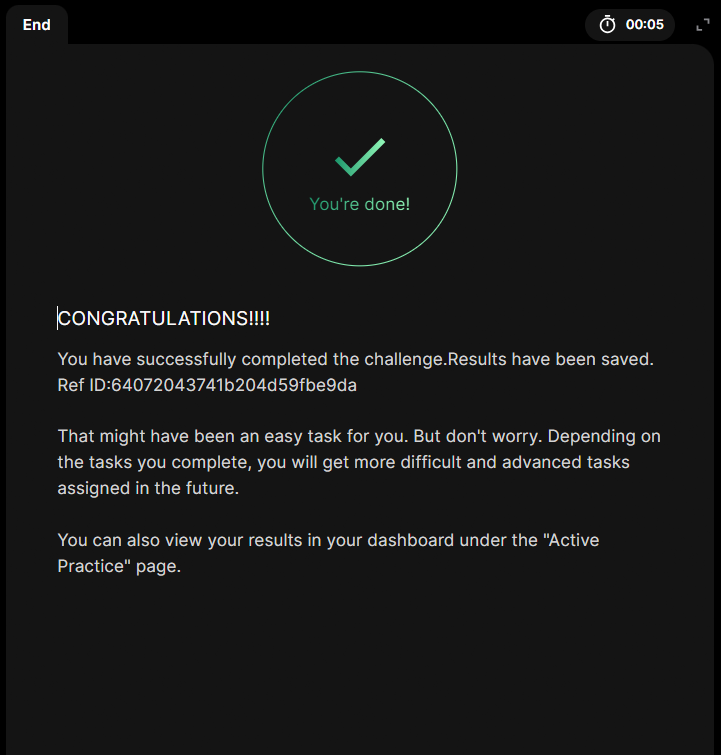 End
00:05
You're done!
CONGRATULATIONS!!!!
You have successfully completed the challenge.Results have been saved.
Ref ID:64072043741b204d59fbe9da
That might have been an easy task for you. But don't worry. Depending on
the tasks you complete, you will get more difficult and advanced tasks
assigned in the future.
You can also view your results in your dashboard under the "Active
Practice" page.